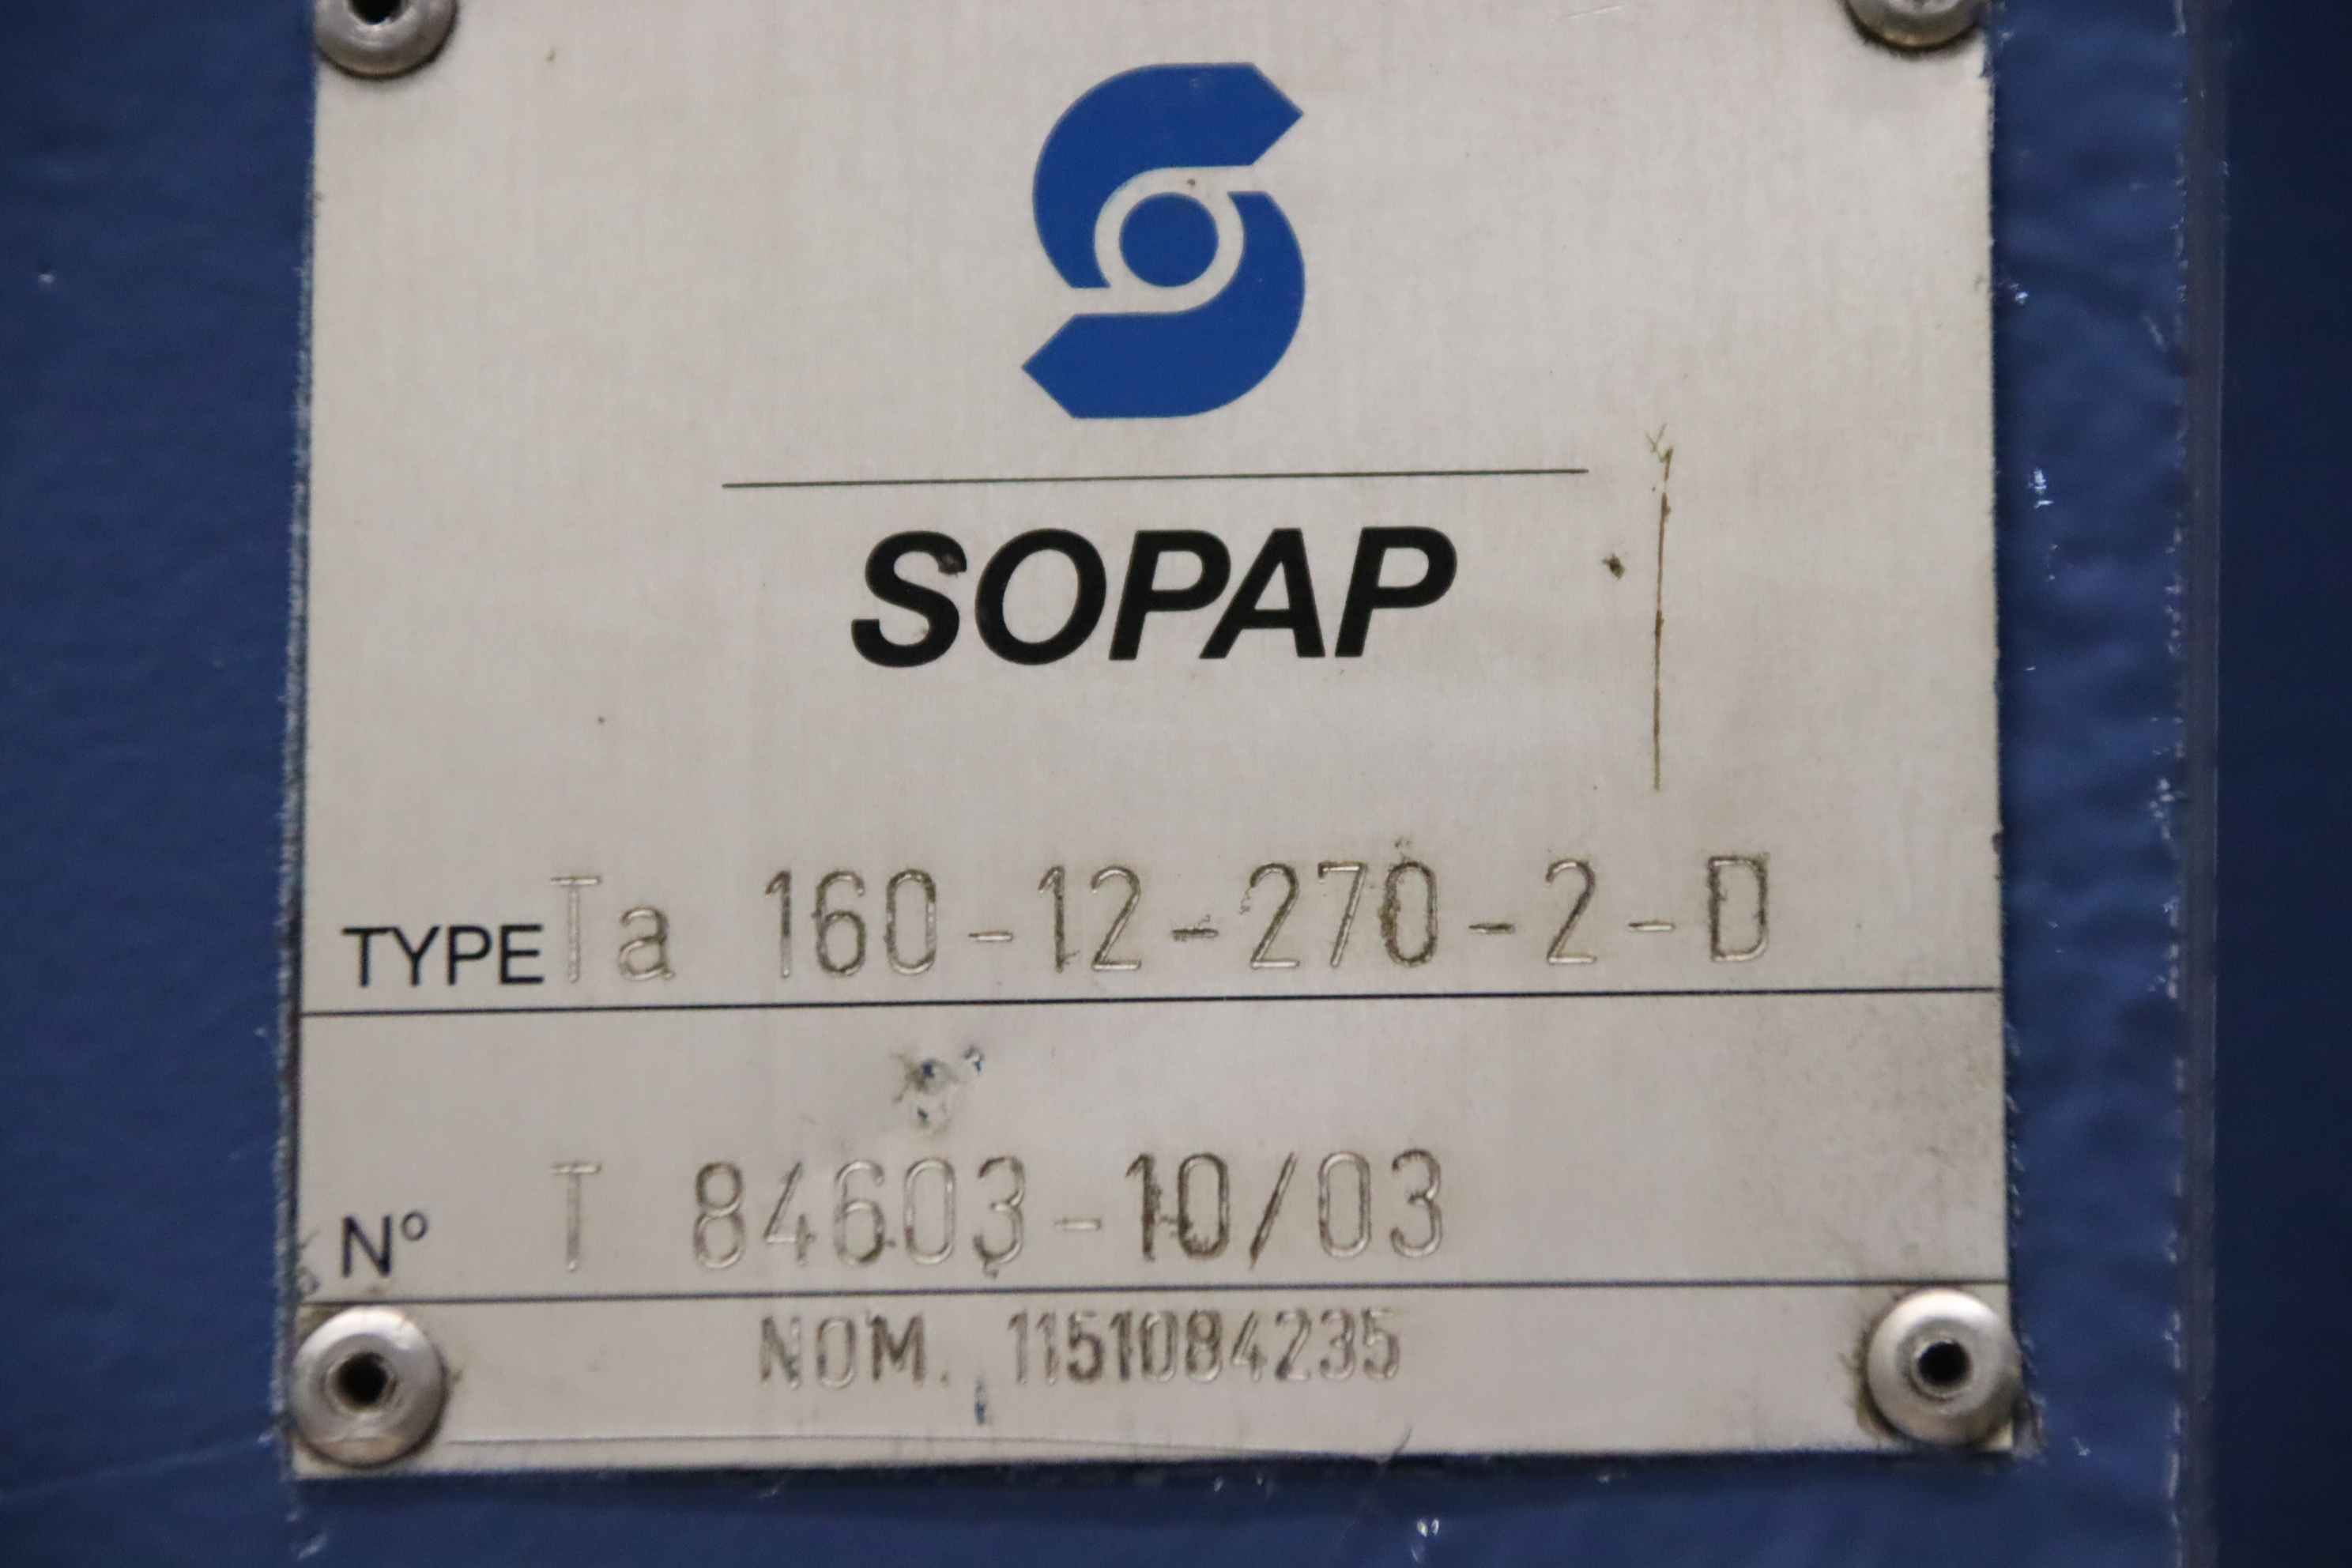 SOPAP
TYPE Ta 160-12-270-2-D
N° T 84603-10/03
NOM. 1151084235